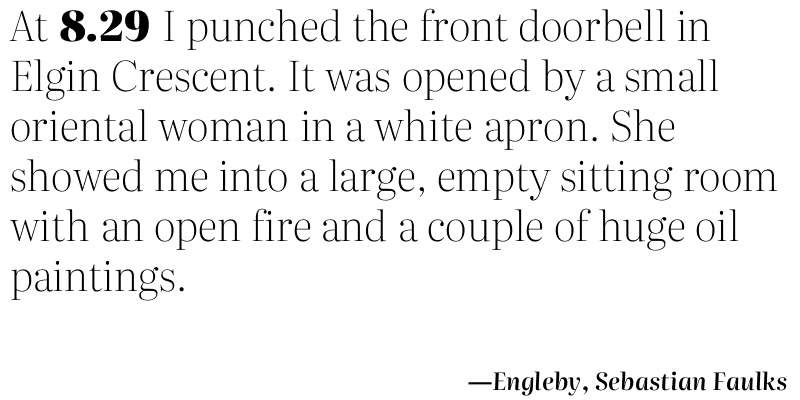 At 8.29 I punched the front doorbell in
Elgin Crescent. It was opened by a small
oriental woman in a white apron. She
showed me into a large, empty sitting room
with an open fire and a couple of huge oil
paintings.
—Engleby, Sebastian Faulks